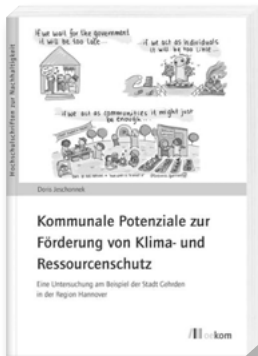 Hochschulschriften zur Nachhaltigkeit
if we wait for the government
it will be too late...
if we act as individuals
it will be too little...
if we act as communities it might just
be enough...
Doris Jeschonnek
Kommunale Potenziale zur
Förderung von Klima- und
Ressourcenschutz
Eine Untersuchung am Beispiel der Stadt Gehrden
in der Region Hannover
oekom